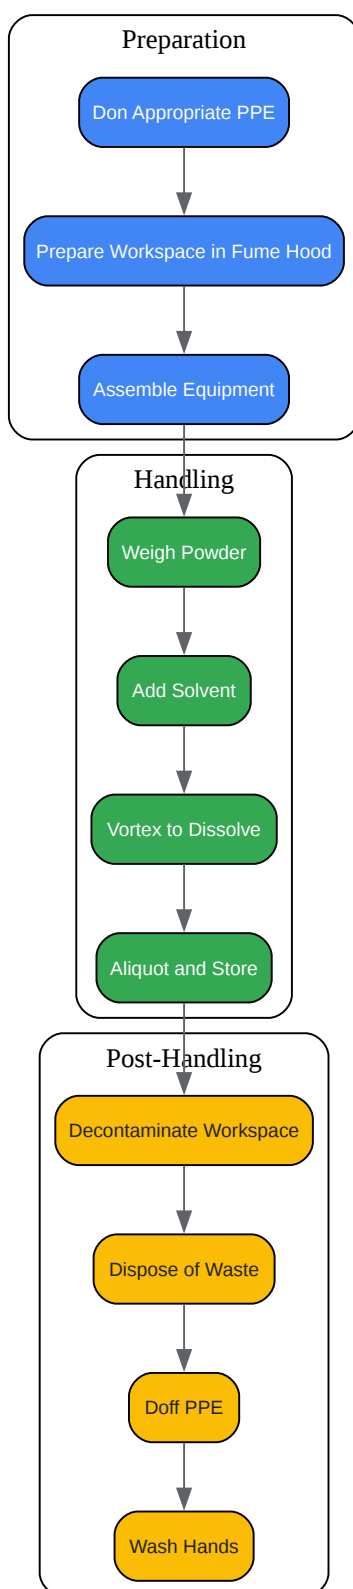 Preparation
Don Appropriate PPE
Prepare Workspace in Fume Hood
Assemble Equipment
Handling
Weigh Powder
Add Solvent
Vortex to Dissolve
Aliquot and Store
Post-Handling
Decontaminate Workspace
Dispose of Waste
Doff PPE
Wash Hands